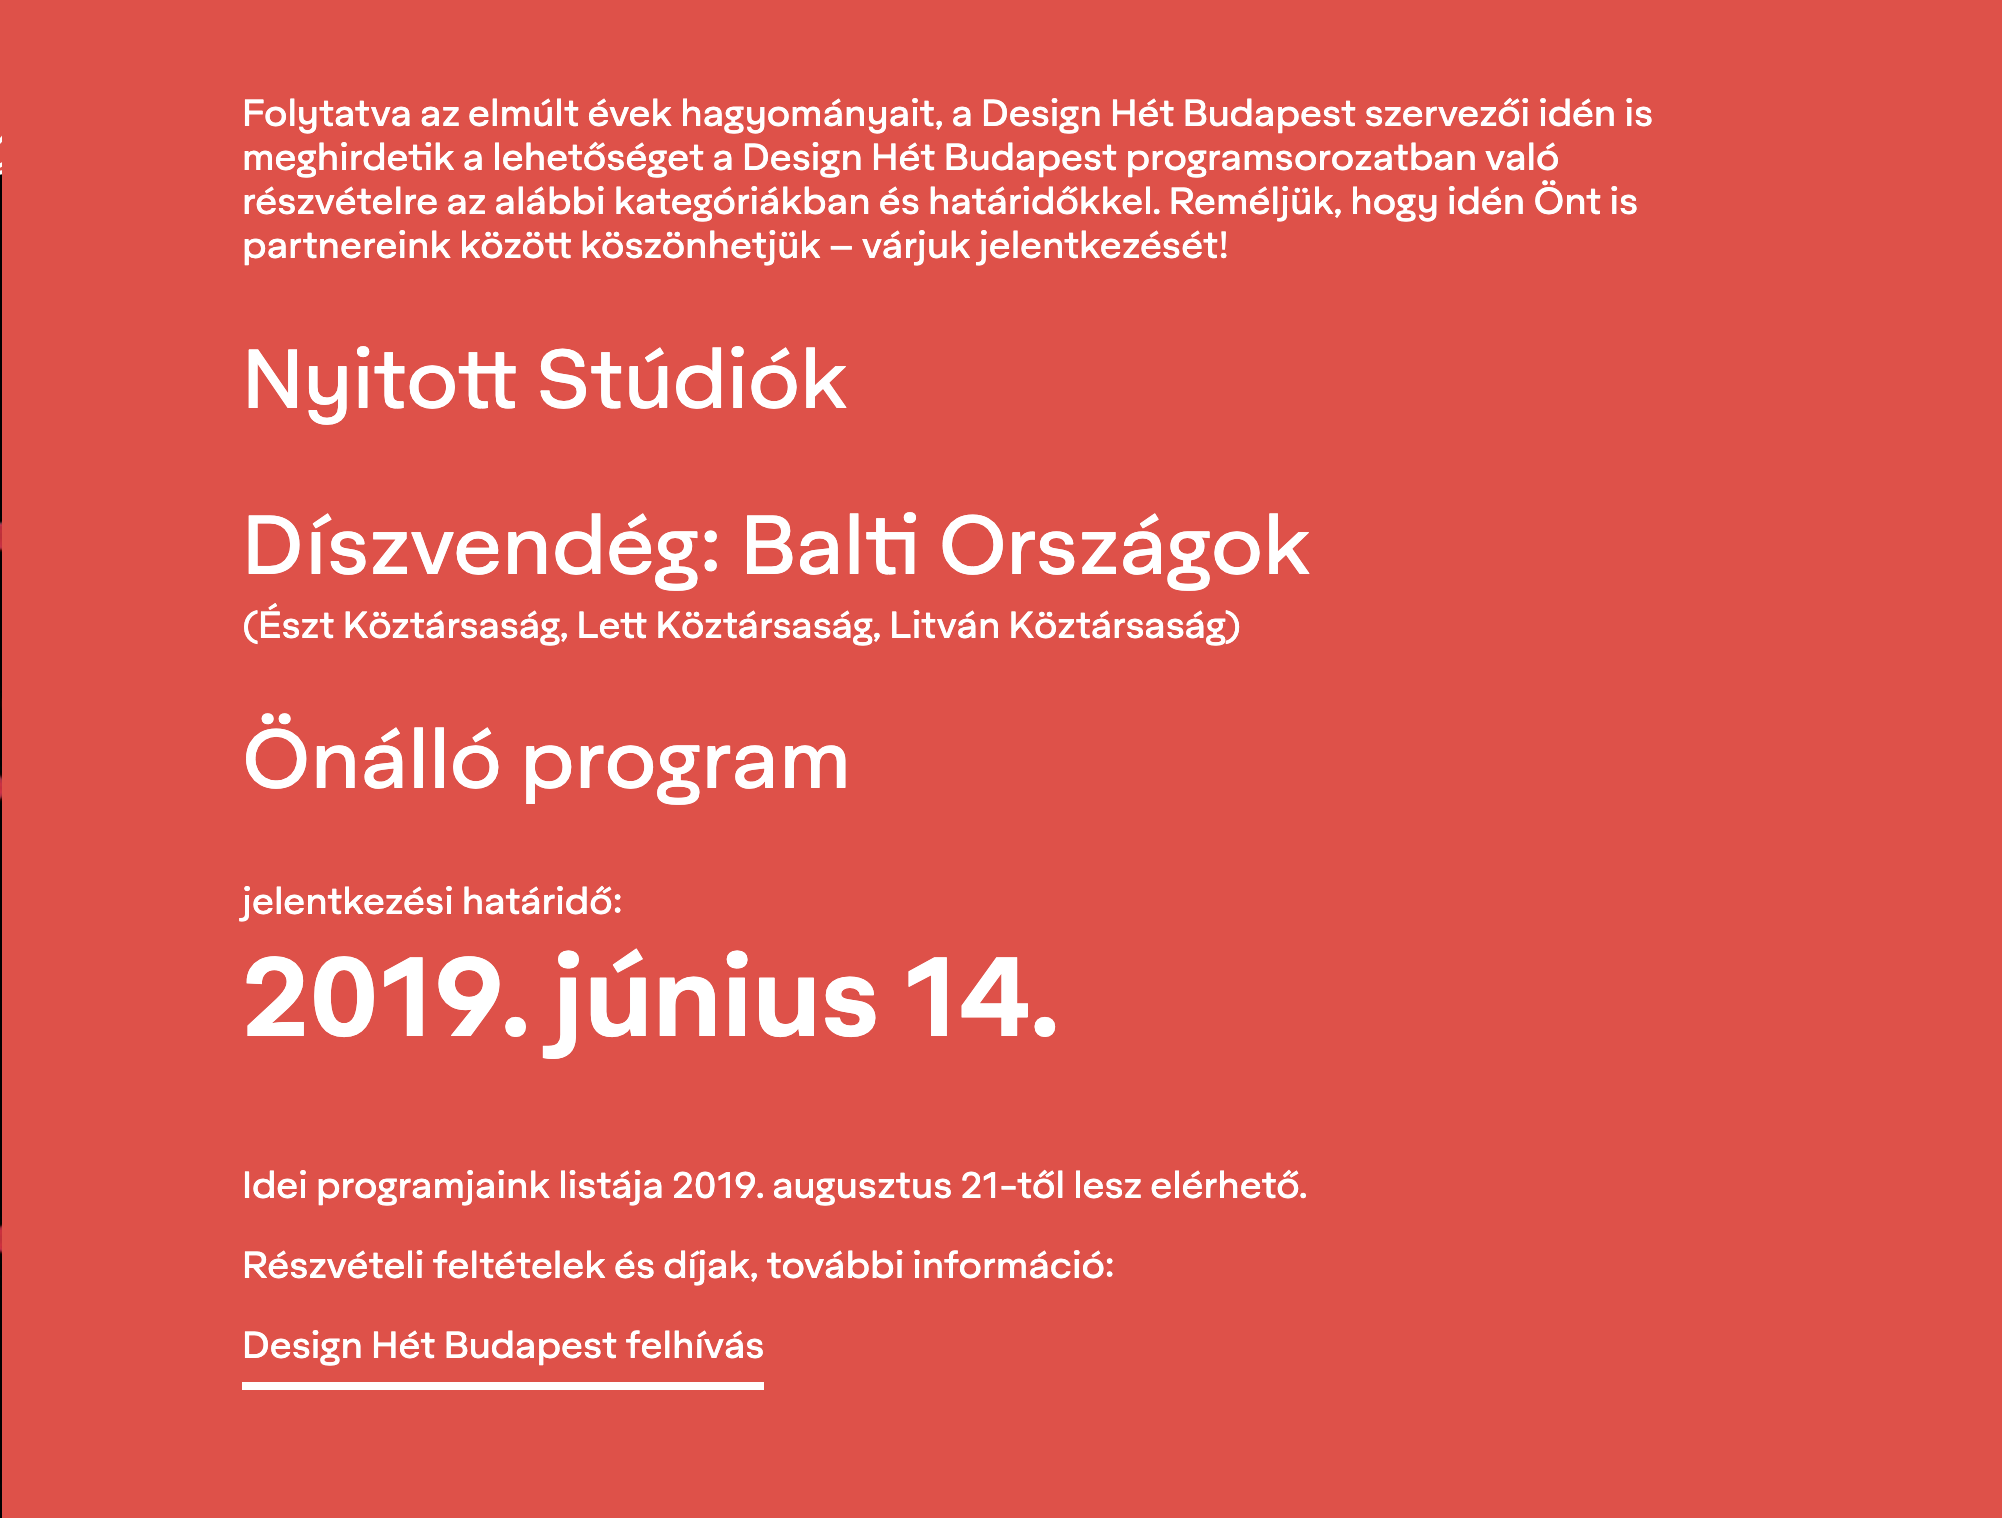 Folytatva az elmúlt évek hagyományait, a Design Hét Budapest szervezői idén is
meghirdetik a lehetőséget a Design Hét Budapest programsorozatban való
részvételre az alábbi kategóriákban és határidőkkel. Reméljük, hogy idén Önt is
partnereink között köszönhetjük – várjuk jelentkezését!
Nyitott Stúdiók
Díszvendég: Balti Országok
(Észt Köztársaság, Lett Köztársaság, Litván Köztársaság)
Önálló program
jelentkezési határidő:
2019. június 14.
Idei programjaink listája 2019. augusztus 21-től lesz elérhető.
Részvételi feltételek és díjak, további információ:
Design Hét Budapest felhívás